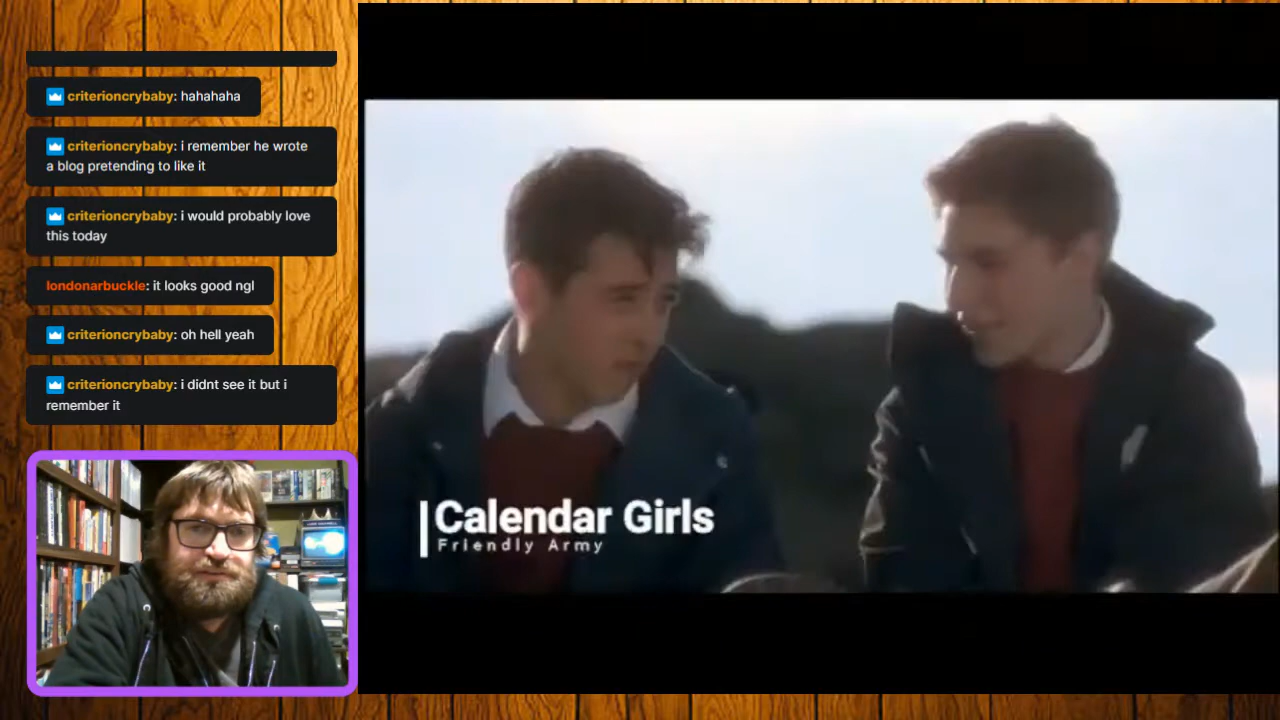 criterioncrybaby: hahahaha
criterioncrybaby: i remember he wrote
a blog pretending to like it
criterioncrybaby: i would probably love
this today
londonarbuckle: it looks good ngl
criterioncrybaby: oh hell yeah
criterioncrybaby: i didnt see it but i
remember it
Calendar Girls
Friendly Army